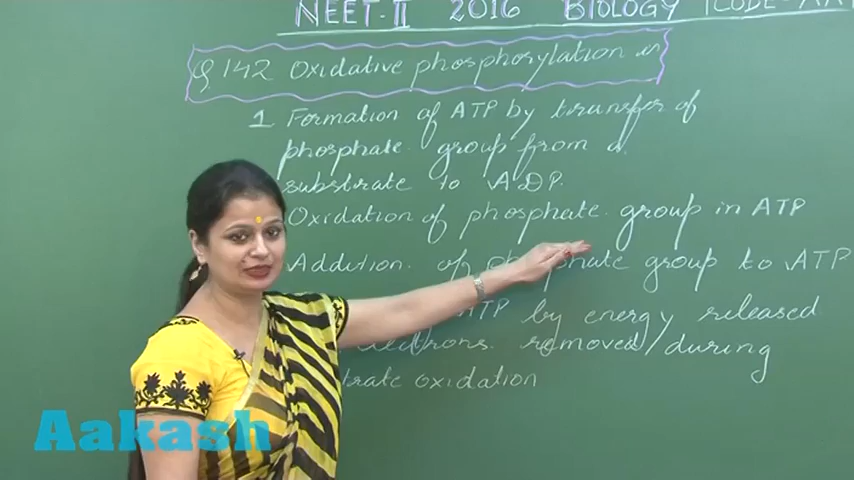 NEET-II 2016 BIOLOGY (CODE-
Q.142 Oxidative phosphorylation is
1 Formation of ATP by transfer of
phosphate group from a
substrate to ADP.
Oxidation of phosphate group in ATP
Addition of phosphate group to ATP
ATP by energy released
electrons removed/during
trate oxidation
Aakash